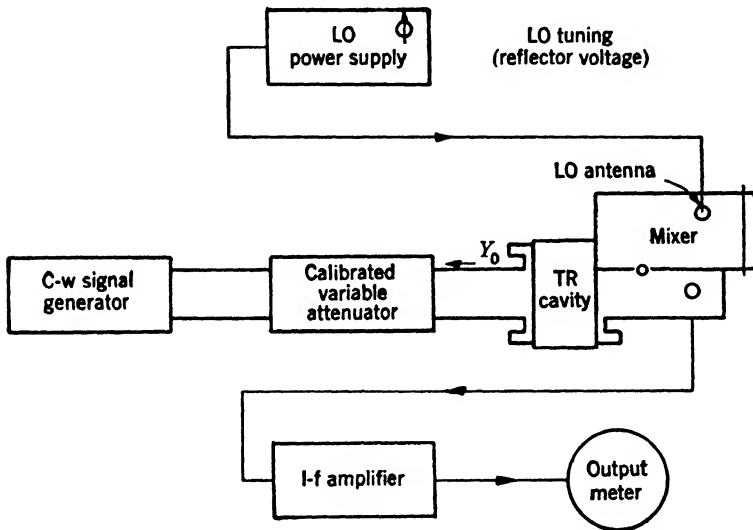 LO
power supply
LO tuning
(reflector voltage)
LO antenna
Mixer
Y₀
C-w signal
generator
Calibrated
variable
attenuator
TR
cavity
I-f amplifier
Output
meter